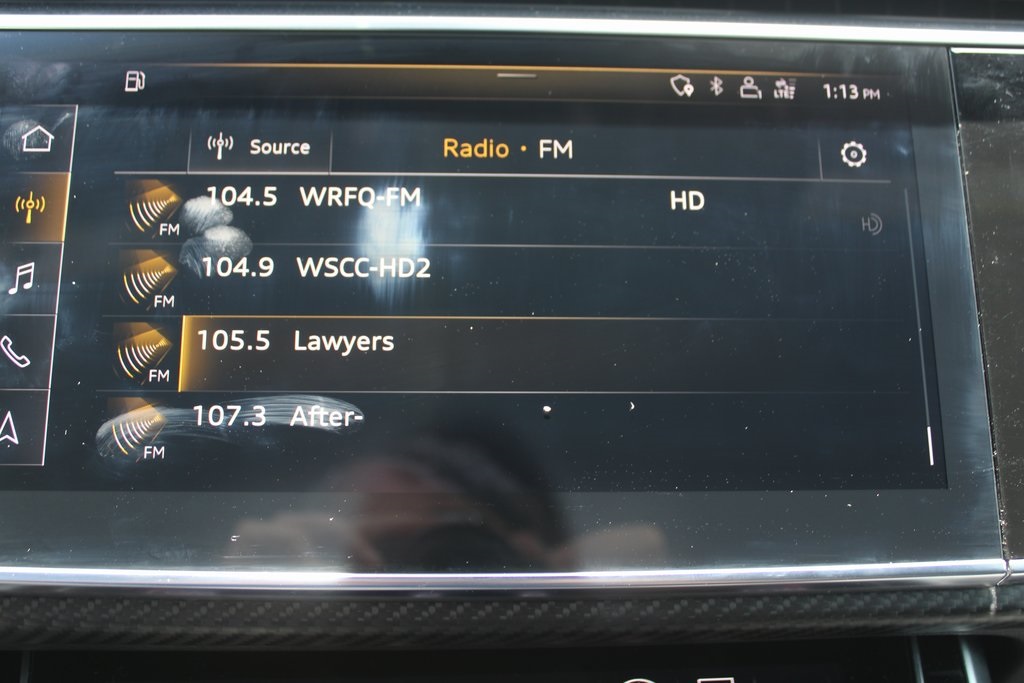 LTE 1:13 PM
Source Radio · FM
104.5 WRFQ-FM HD
FM
104.9 WSCC-HD2
FM
105.5 Lawyers
FM
107.3 After-
FM